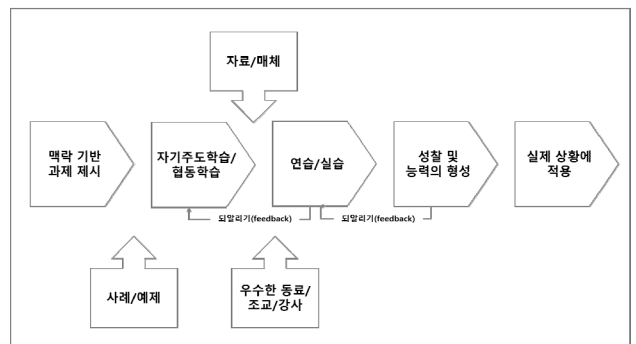 자료/매체
맥락 기반
과제 제시
자기주도학습/
협동학습
연습/실습
성찰 및
능력의 형성
실제 상황에
적용
되말리기(feedback)
되말리기(feedback)
사례/예제
우수한 동료/
조교/강사